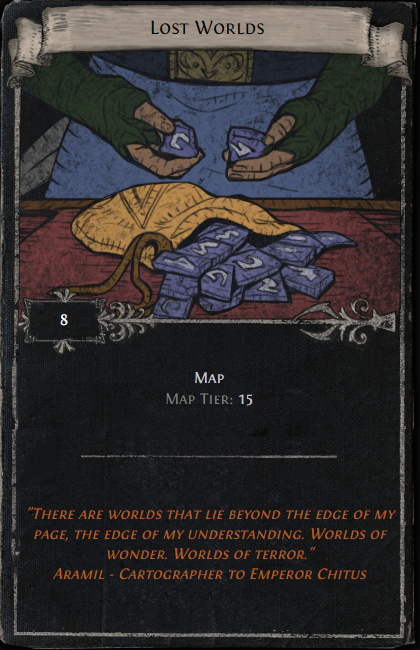 Lost Worlds
8
Map
Map Tier: 15
"There are worlds that lie beyond the edge of my
page, the edge of my understanding. Worlds of
wonder. Worlds of terror."
Aramil - Cartographer to Emperor Chitus